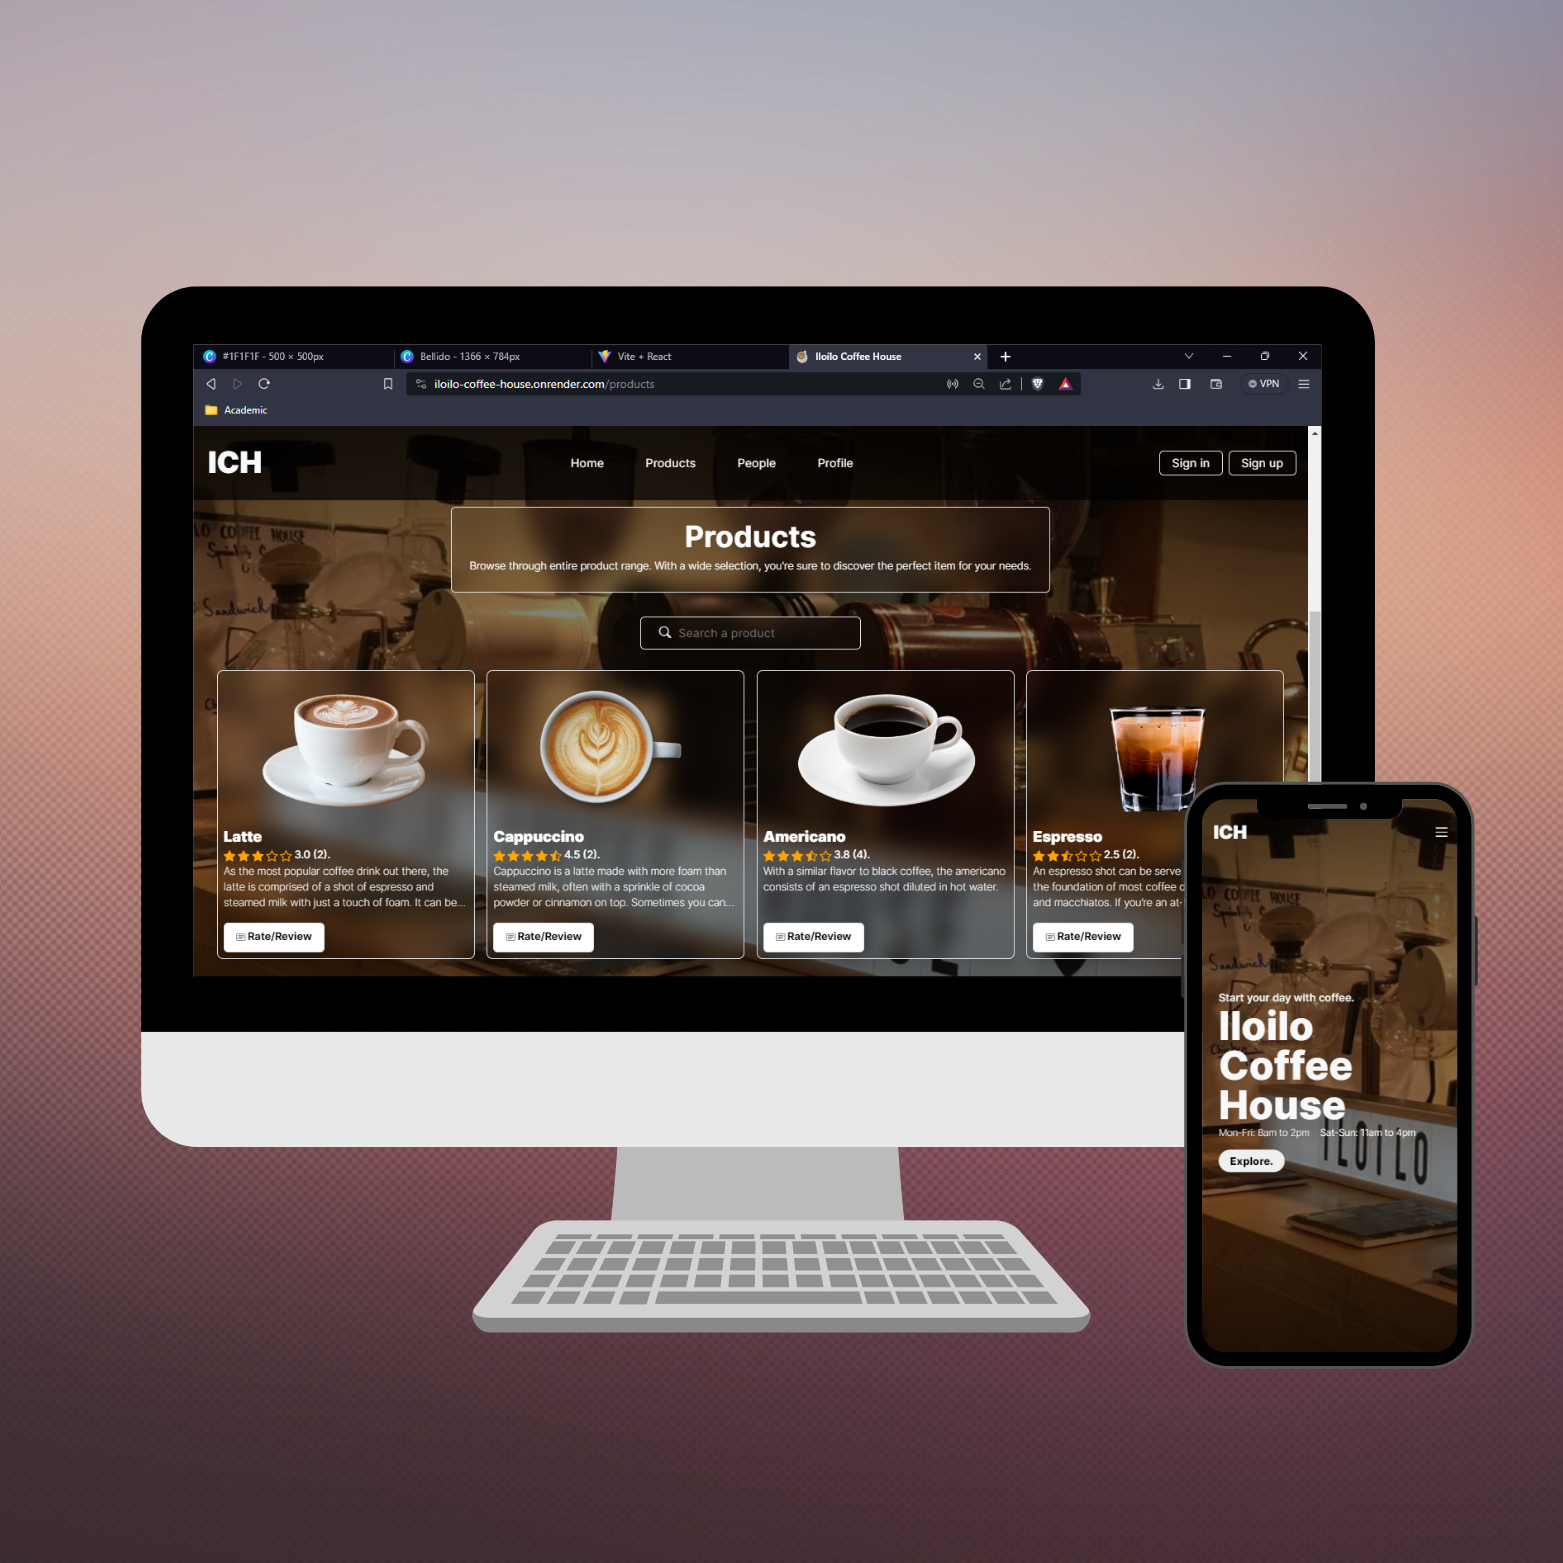 #1F1F1F - 500 × 500px
Bellido - 1366 × 784px
Vite + React
Iloilo Coffee House
iloilo-coffee-house.onrender.com/products
VPN
Academic
ICH
Home
Products
People
Profile
Sign in
Sign up
LO COFFEE HOUSE
Sandwich
Products
Browse through entire product range. With a wide selection, you're sure to discover the perfect item for your needs.
Search a product
Latte
3.0 (2).
As the most popular coffee drink out there, the
latte is comprised of a shot of espresso and
steamed milk with just a touch of foam. It can be...
Rate/Review
Cappuccino
4.5 (2).
Cappuccino is a latte made with more foam than
steamed milk, often with a sprinkle of cocoa
powder or cinnamon on top. Sometimes you can...
Rate/Review
Americano
3.8 (4).
With a similar flavor to black coffee, the americano
consists of an espresso shot diluted in hot water.
Rate/Review
Espresso
2.5 (2).
An espresso shot can be serve
the foundation of most coffee
and macchiatos. If you're an at-
Rate/Review
ICH
LO COFFEE HOUSE
Sandwich
Start your day with coffee.
Iloilo
Coffee
House
Mon-Fri: 8am to 2pm Sat-Sun: 11am to 4pm
Explore.
ILOILO